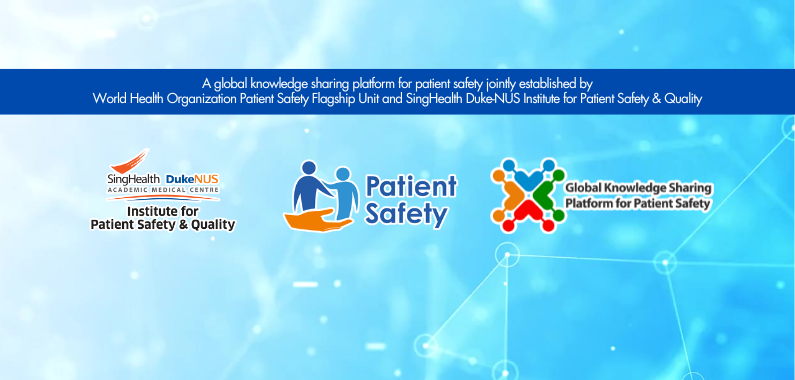 A global knowledge sharing platform for patient safety jointly established by
World Health Organization Patient Safety Flagship Unit and SingHealth Duke-NUS Institute for Patient Safety & Quality
SingHealth DukeNUS
ACADEMIC MEDICAL CENTRE
Institute for
Patient Safety & Quality
Patient
Safety
Global Knowledge Sharing
Platform for Patient Safety